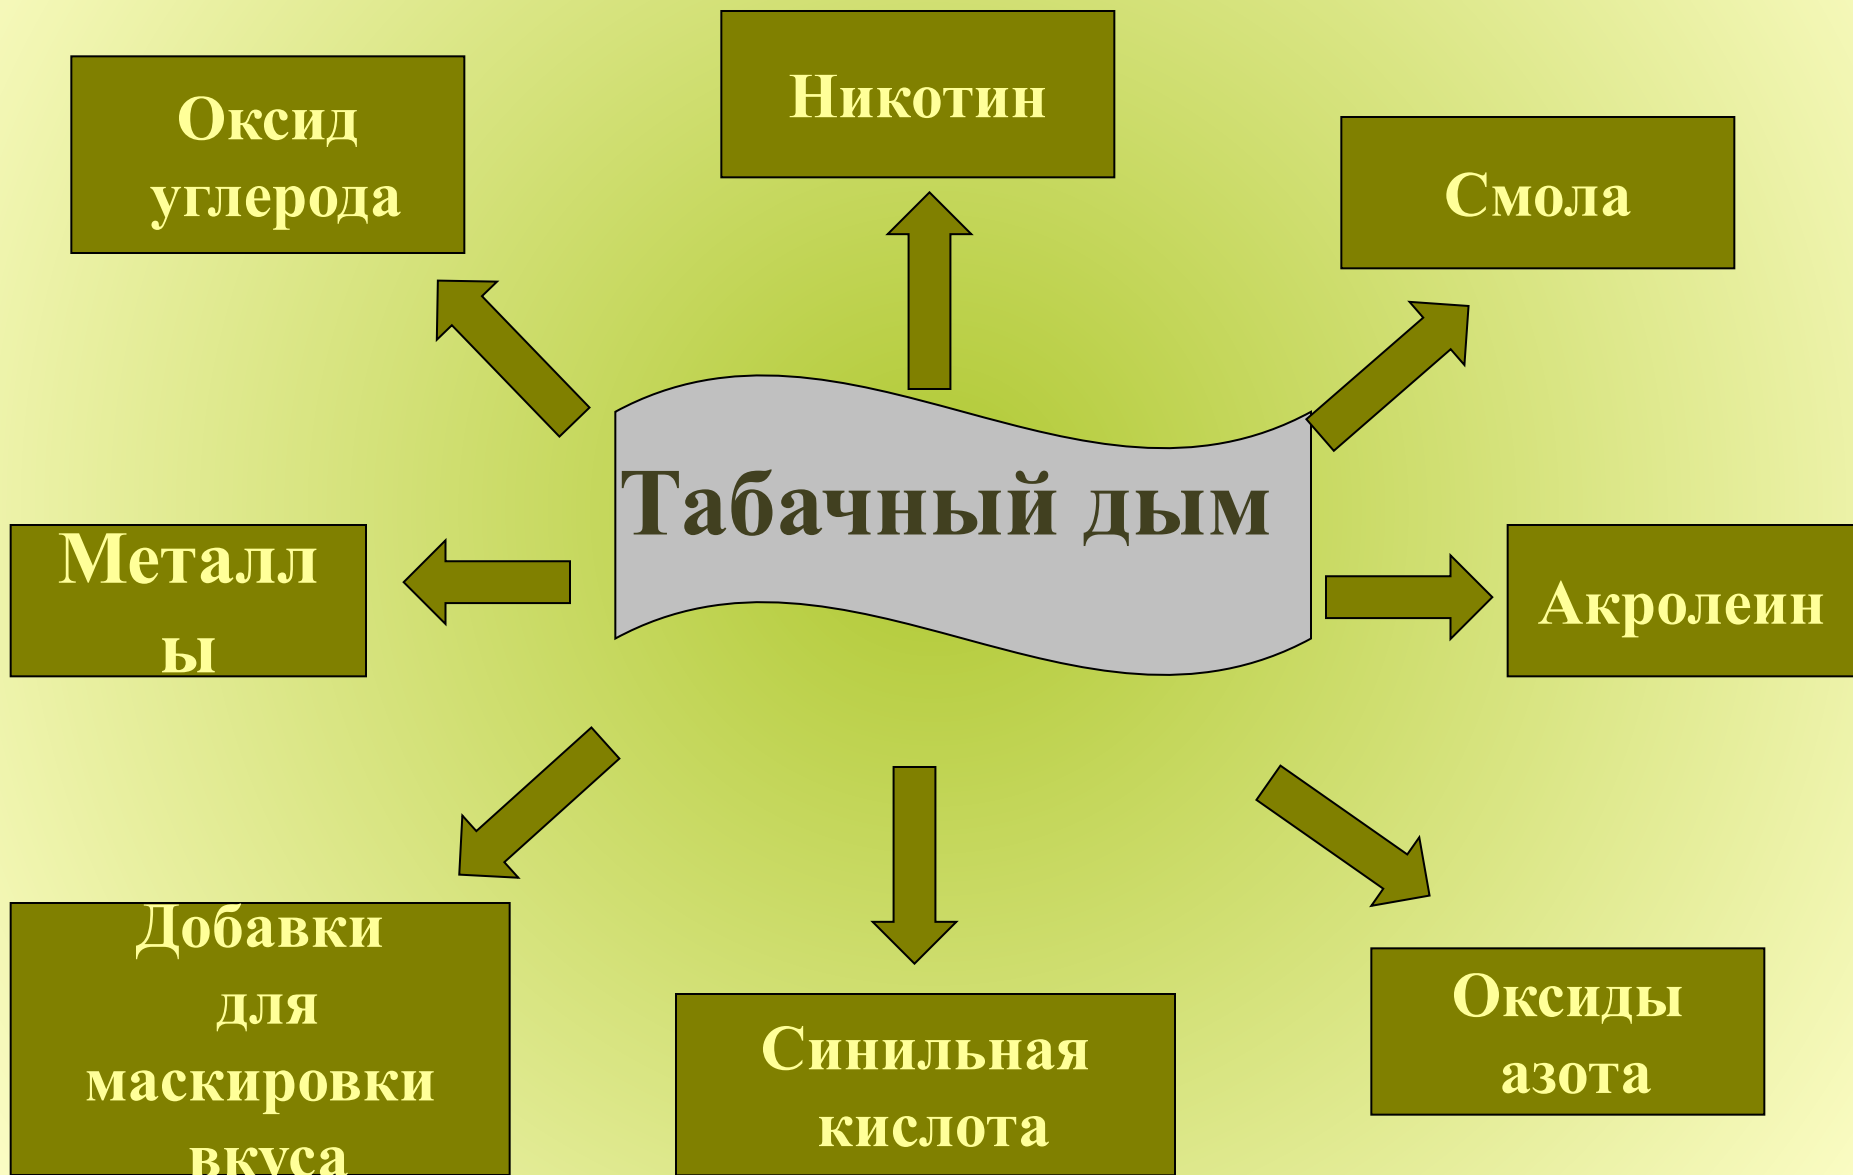 Никотин
Оксид
углерода
Смола
Табачный дым
Металл
ы
Акролеин
Добавки
для
маскировки
вкуса
Синильная
кислота
Оксиды
азота